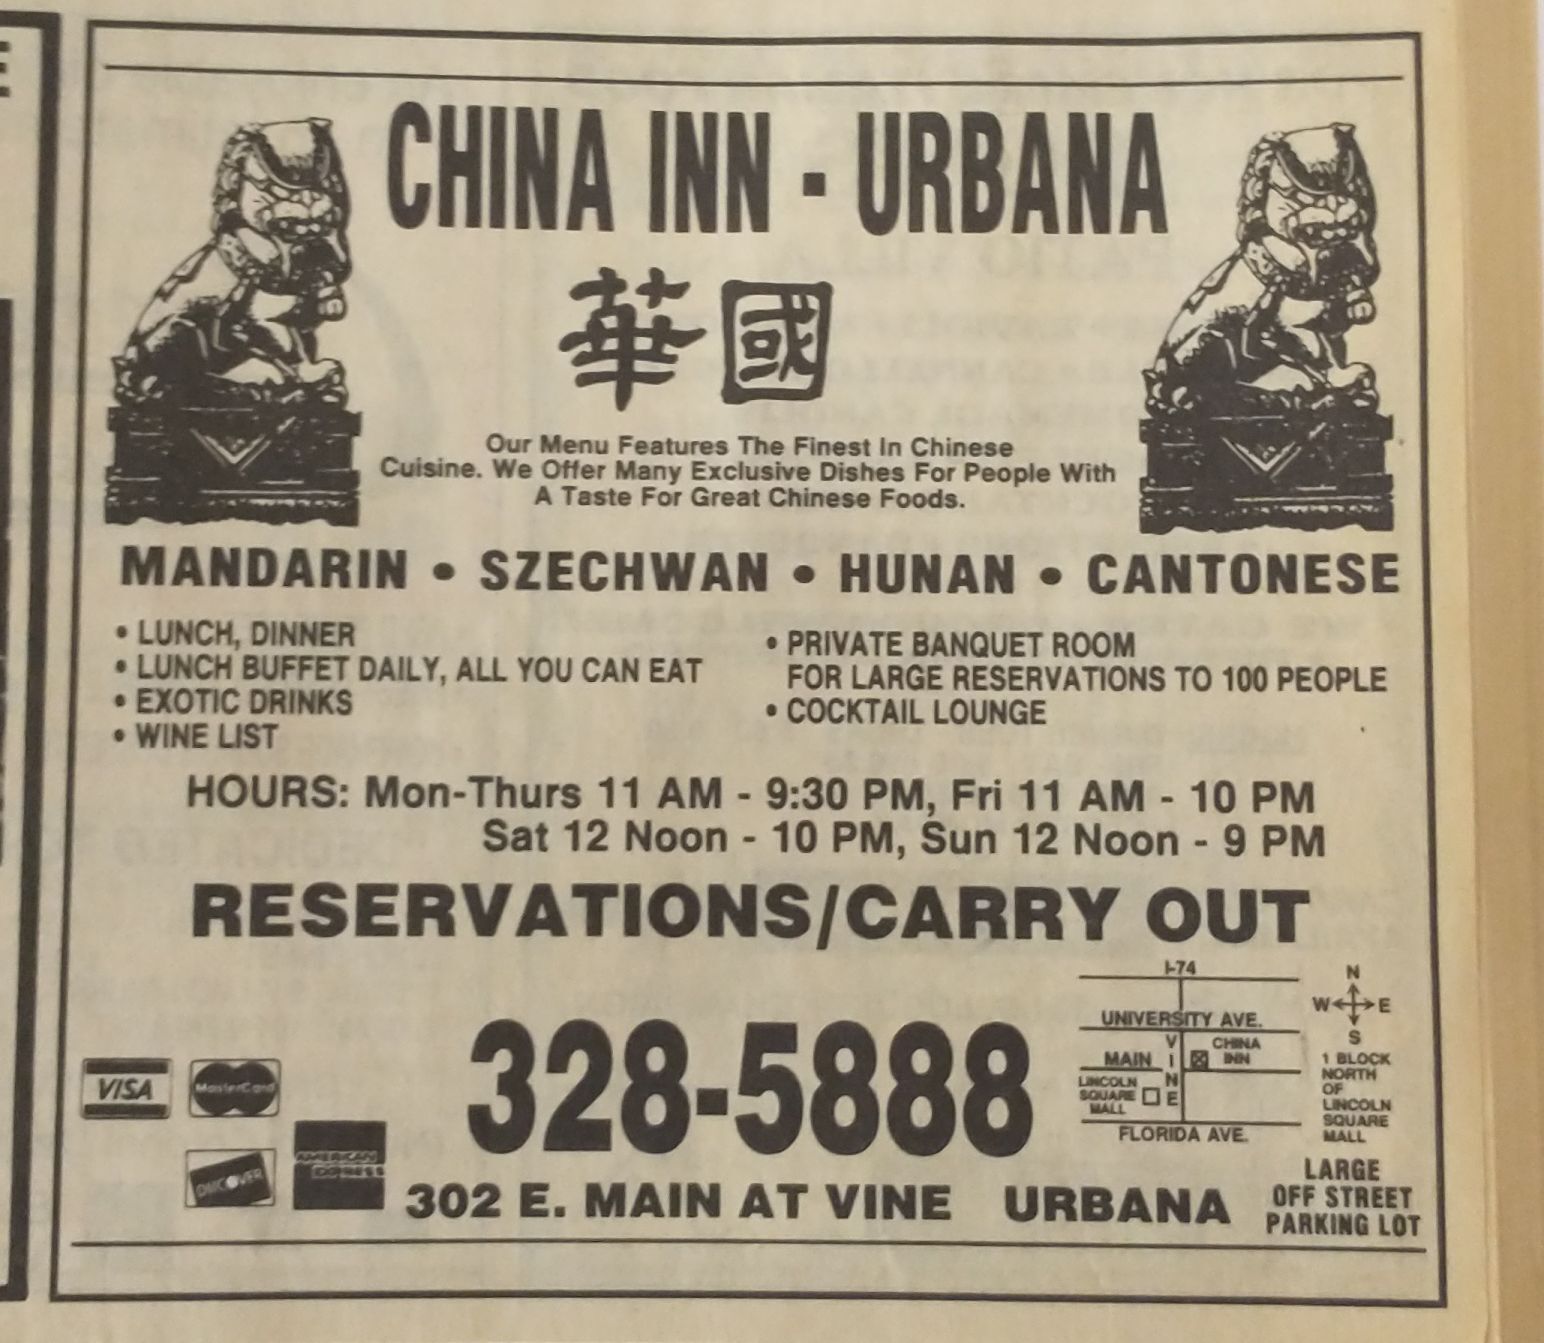 CHINA INN - URBANA
華 國
Our Menu Features The Finest In Chinese
Cuisine. We Offer Many Exclusive Dishes For People With
A Taste For Great Chinese Foods.
MANDARIN • SZECHWAN • HUNAN • CANTONESE
• LUNCH, DINNER
• LUNCH BUFFET DAILY, ALL YOU CAN EAT
• EXOTIC DRINKS
• WINE LIST
• PRIVATE BANQUET ROOM
FOR LARGE RESERVATIONS TO 100 PEOPLE
• COCKTAIL LOUNGE
HOURS: Mon-Thurs 11 AM - 9:30 PM, Fri 11 AM - 10 PM
Sat 12 Noon - 10 PM, Sun 12 Noon - 9 PM
RESERVATIONS/CARRY OUT
328-5888
VISA
MasterCard
DISCOVER
AMERICAN
EXPRESS
302 E. MAIN AT VINE URBANA
I-74
UNIVERSITY AVE.
VINE
CHINA
INN
MAIN
LINCOLN
SQUARE
MALL
FLORIDA AVE.
N
W E
S
1 BLOCK
NORTH
OF
LINCOLN
SQUARE
MALL
LARGE
OFF STREET
PARKING LOT